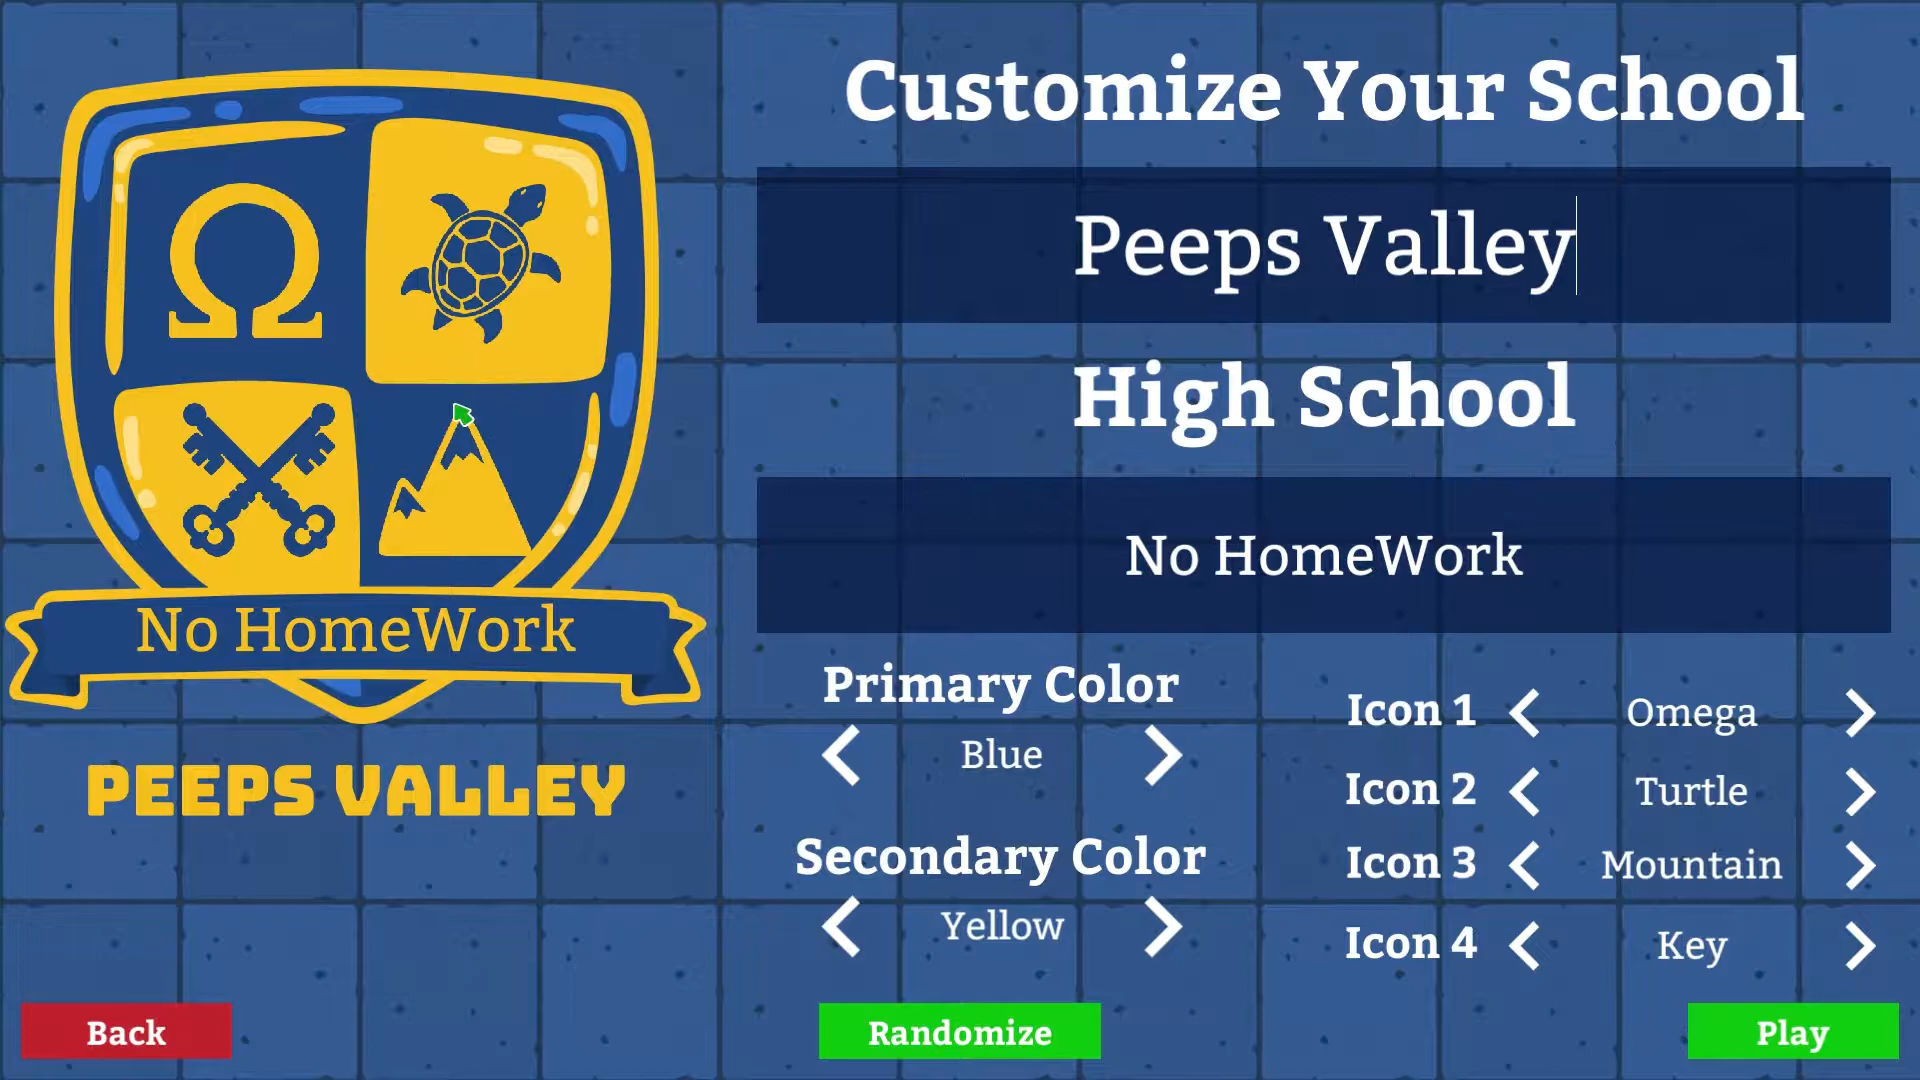 Customize Your School
Peeps Valley
High School
No HomeWork
Ω
No HomeWork
PEEPS VALLEY
Primary Color
Blue
Secondary Color
Yellow
Icon 1 Omega
Icon 2 Turtle
Icon 3 Mountain
Icon 4 Key
Back
Randomize
Play